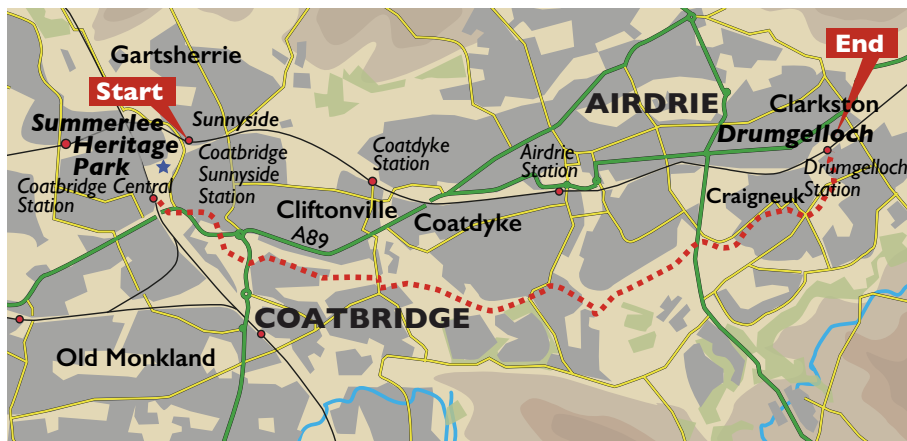 Gartsherrie
Start
Sunnyside
Summerlee
Heritage
Park
Coatbridge Central
Station
Coatbridge
Sunnyside
Station
Cliftonville
A89
Coatdyke
Station
Coatdyke
Airdrie
Station
AIRDRIE
End
Clarkston
Drumgelloch
Drumgelloch
Station
Craigneuk
COATBRIDGE
Old Monkland